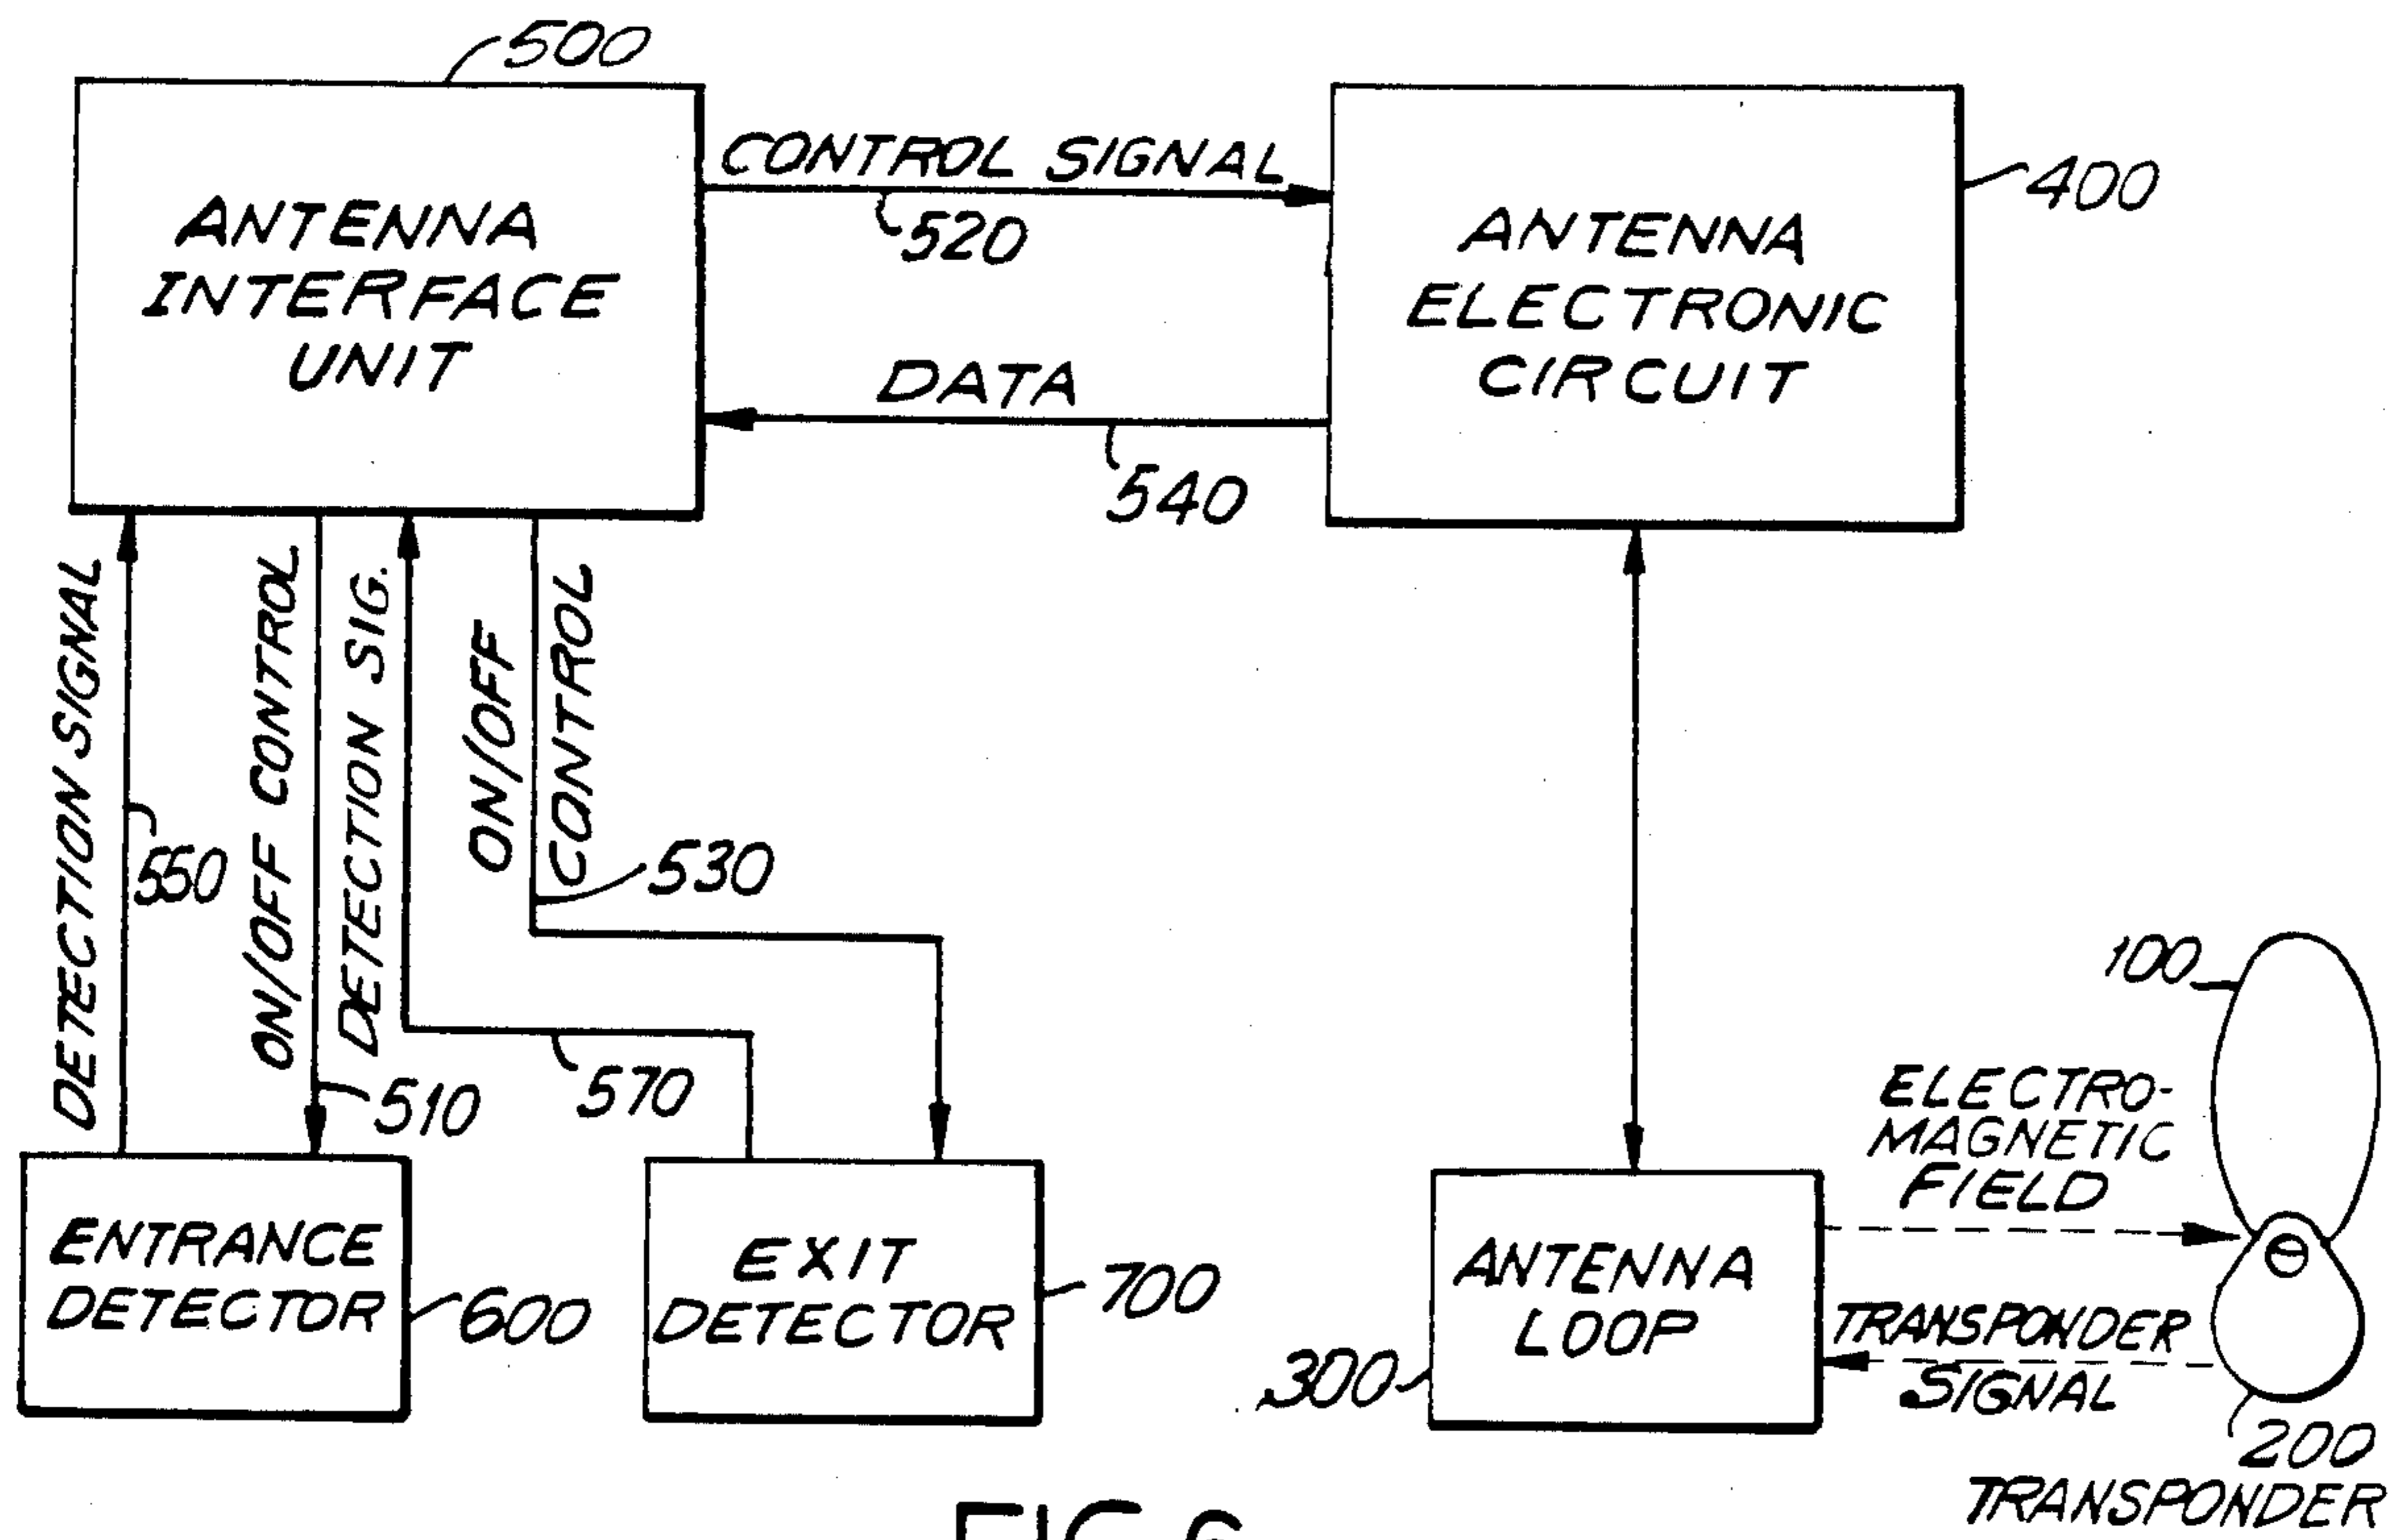 500
CONTROL SIGNAL
520
ANTENNA
INTERFACE
UNIT
400
ANTENNA
ELECTRONIC
CIRCUIT
DATA
540
DETECTION SIGNAL
550
ON/OFF CONTROL
510
DETECTION SIG.
570
ON/OFF
CONTROL
530
ENTRANCE
DETECTOR
600
EXIT
DETECTOR
700
ANTENNA
LOOP
300
100
ELECTRO-
MAGNETIC
FIELD
TRANSPONDER
SIGNAL
200
TRANSPONDER
FIG. 6